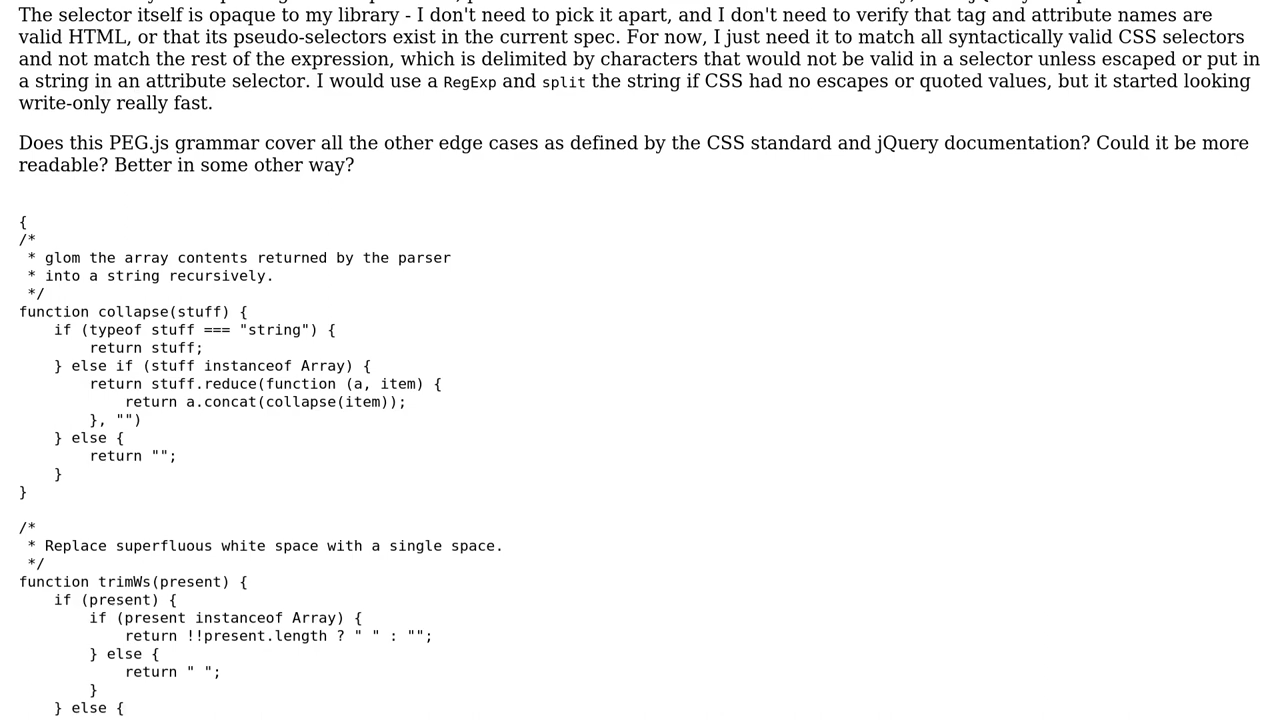 The selector itself is opaque to my library - I don't need to pick it apart, and I don't need to verify that tag and attribute names are
valid HTML, or that its pseudo-selectors exist in the current spec. For now, I just need it to match all syntactically valid CSS selectors
and not match the rest of the expression, which is delimited by characters that would not be valid in a selector unless escaped or put in
a string in an attribute selector. I would use a RegExp and split the string if CSS had no escapes or quoted values, but it started looking
write-only really fast.
Does this PEG.js grammar cover all the other edge cases as defined by the CSS standard and jQuery documentation? Could it be more
readable? Better in some other way?
{
/*
 * glom the array contents returned by the parser
 * into a string recursively.
 */
function collapse(stuff) {
    if (typeof stuff === "string") {
        return stuff;
    } else if (stuff instanceof Array) {
        return stuff.reduce(function (a, item) {
            return a.concat(collapse(item));
        }, "")
    } else {
        return "";
    }
}
/*
 * Replace superfluous white space with a single space.
 */
function trimWs(present) {
    if (present) {
        if (present instanceof Array) {
            return !!present.length ? " " : "";
        } else {
            return " ";
        }
    } else {